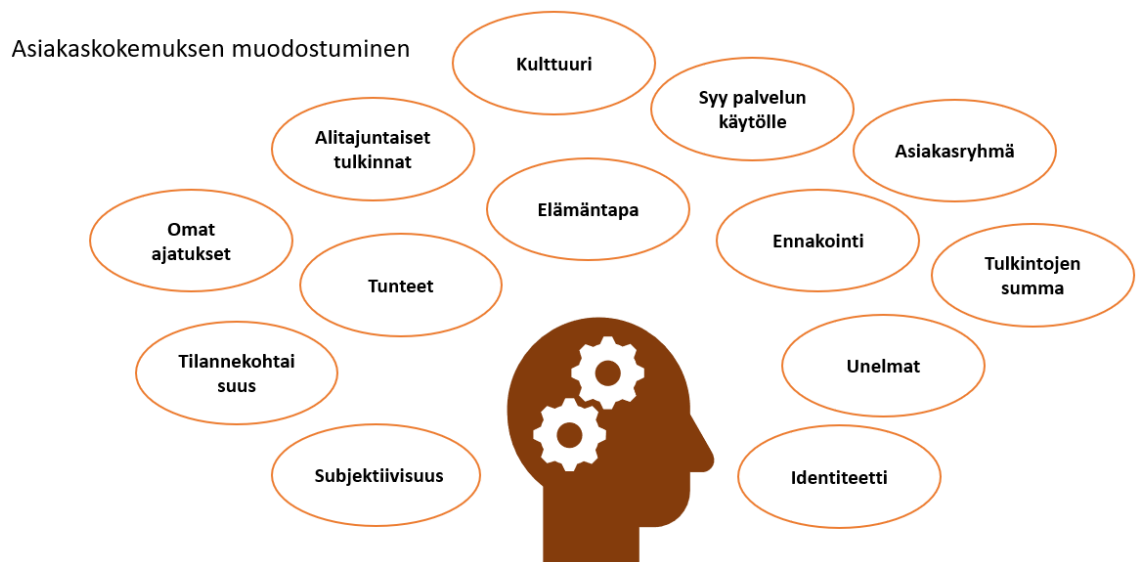 Asiakaskokemuksen muodostuminen
Kulttuuri
Syy palvelun
käytölle
Alitajuntaiset
tulkinnat
Asiakasryhmä
Elämäntapa
Omat
ajatukset
Ennakointi
Tulkintojen
summa
Tunteet
Tilannekohtai
suus
Unelmat
Subjektiivisuus
Identiteetti